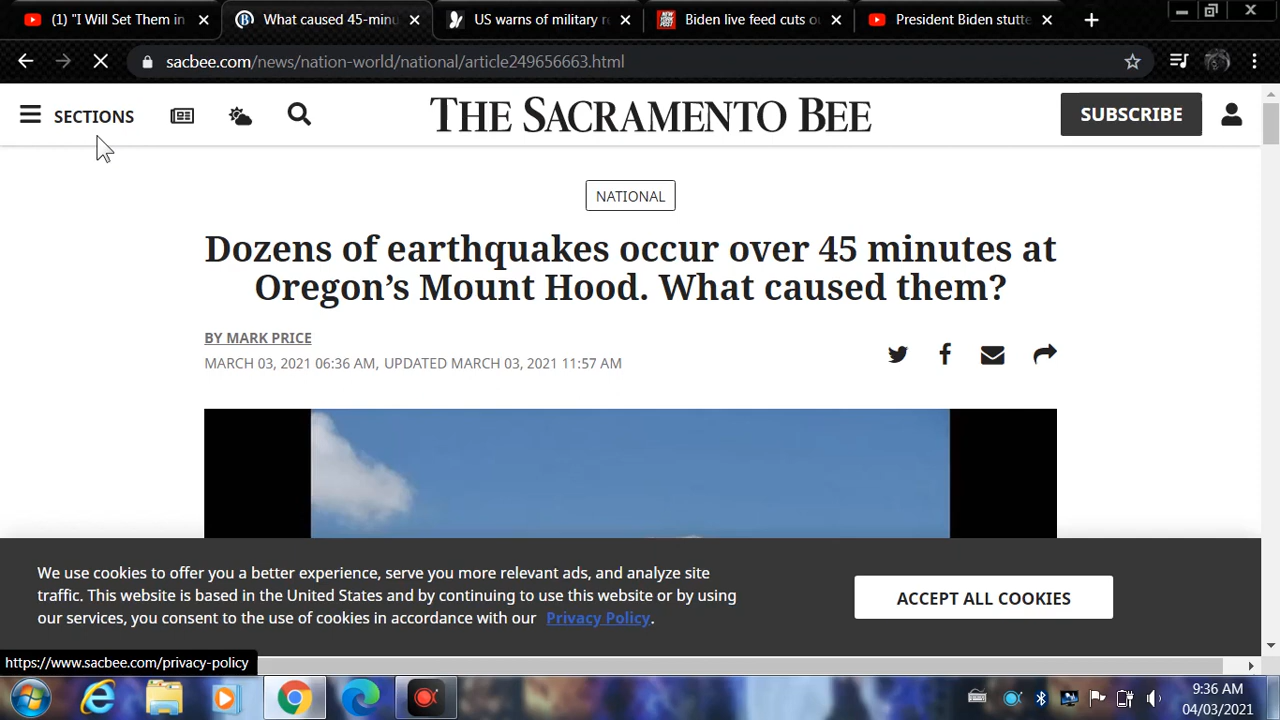 (1) "I Will Set Them in
What caused 45-minu
US warns of military r
Biden live feed cuts o
President Biden stutte
sacbee.com/news/nation-world/national/article249656663.html
SECTIONS
THE SACRAMENTO BEE
SUBSCRIBE
NATIONAL
Dozens of earthquakes occur over 45 minutes at
Oregon's Mount Hood. What caused them?
BY MARK PRICE
MARCH 03, 2021 06:36 AM, UPDATED MARCH 03, 2021 11:57 AM
We use cookies to offer you a better experience, serve you more relevant ads, and analyze site
traffic. This website is based in the United States and by continuing to use this website or by using
our services, you consent to the use of cookies in accordance with our Privacy Policy.
ACCEPT ALL COOKIES
https://www.sacbee.com/privacy-policy
9:36 AM
04/03/2021